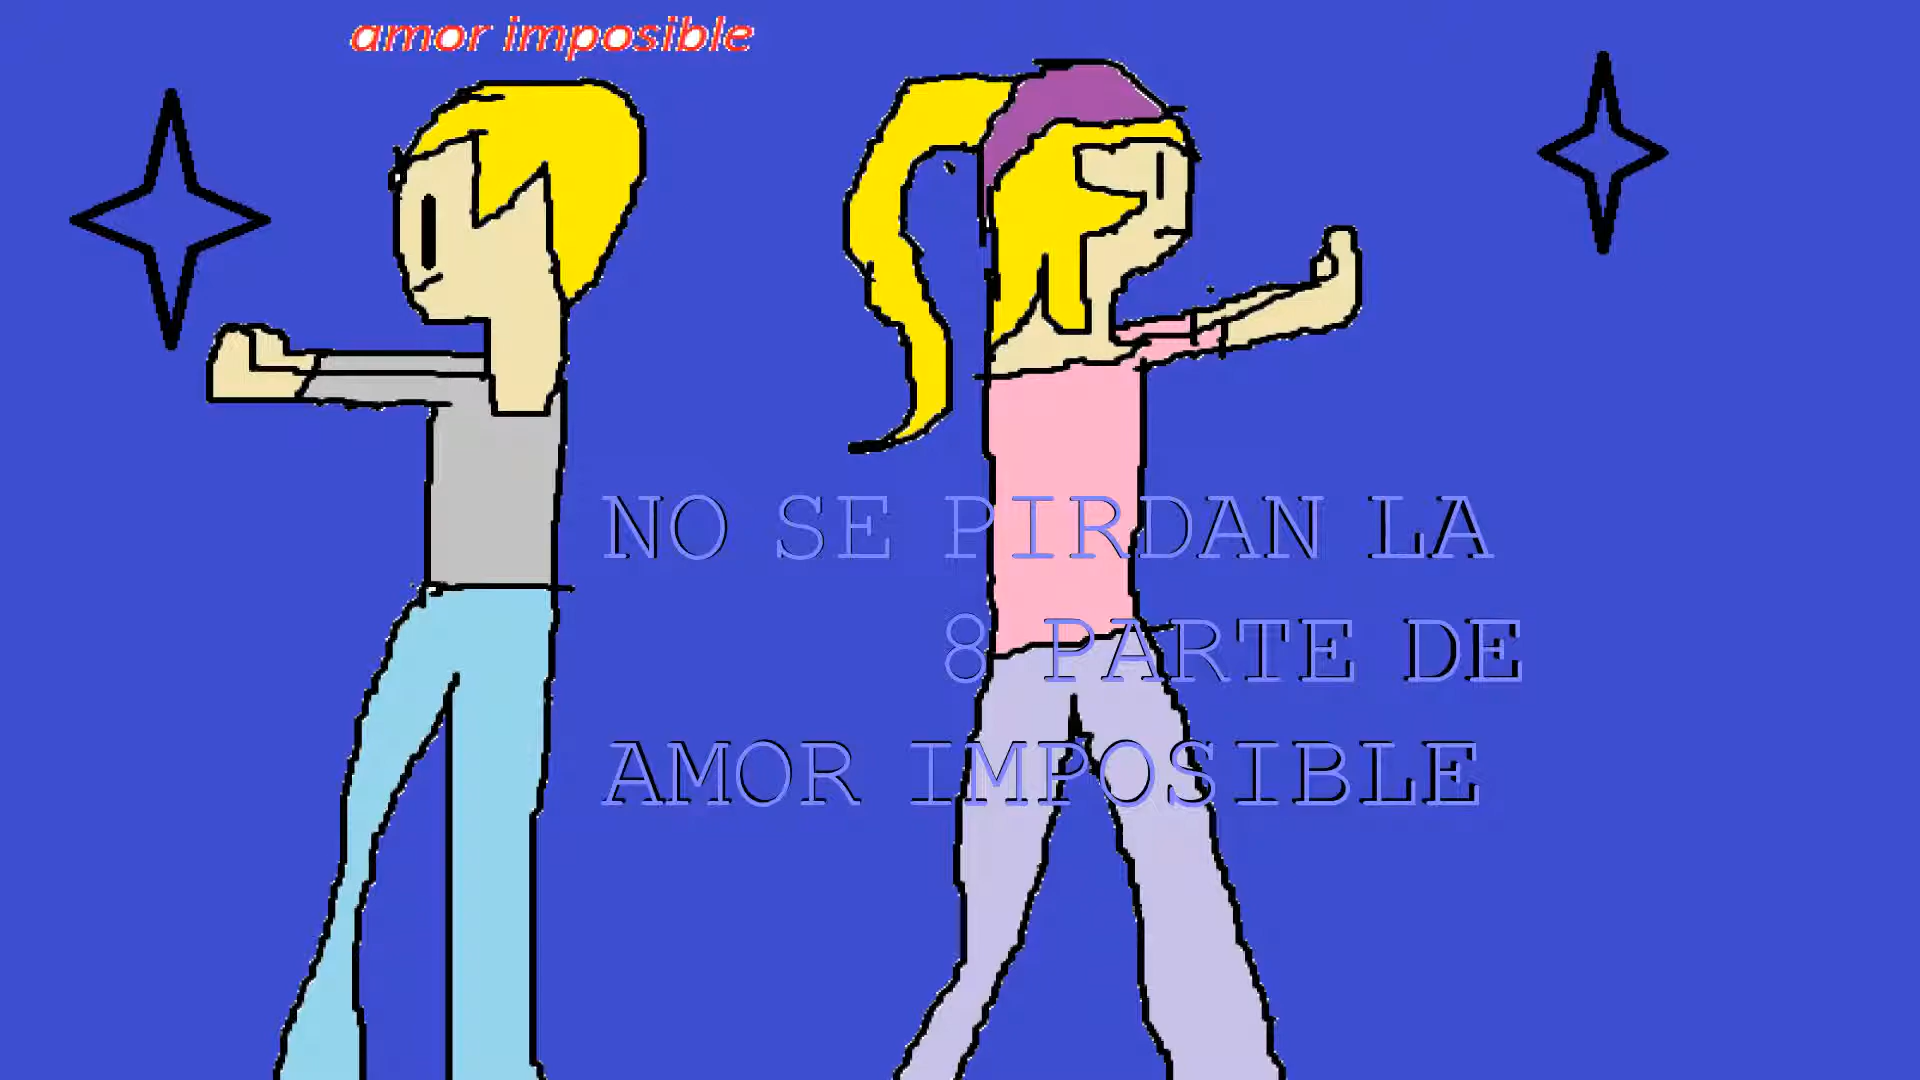 amor imposible
NO SE PIRDAN LA
8 PARTE DE
AMOR IMPOSIBLE